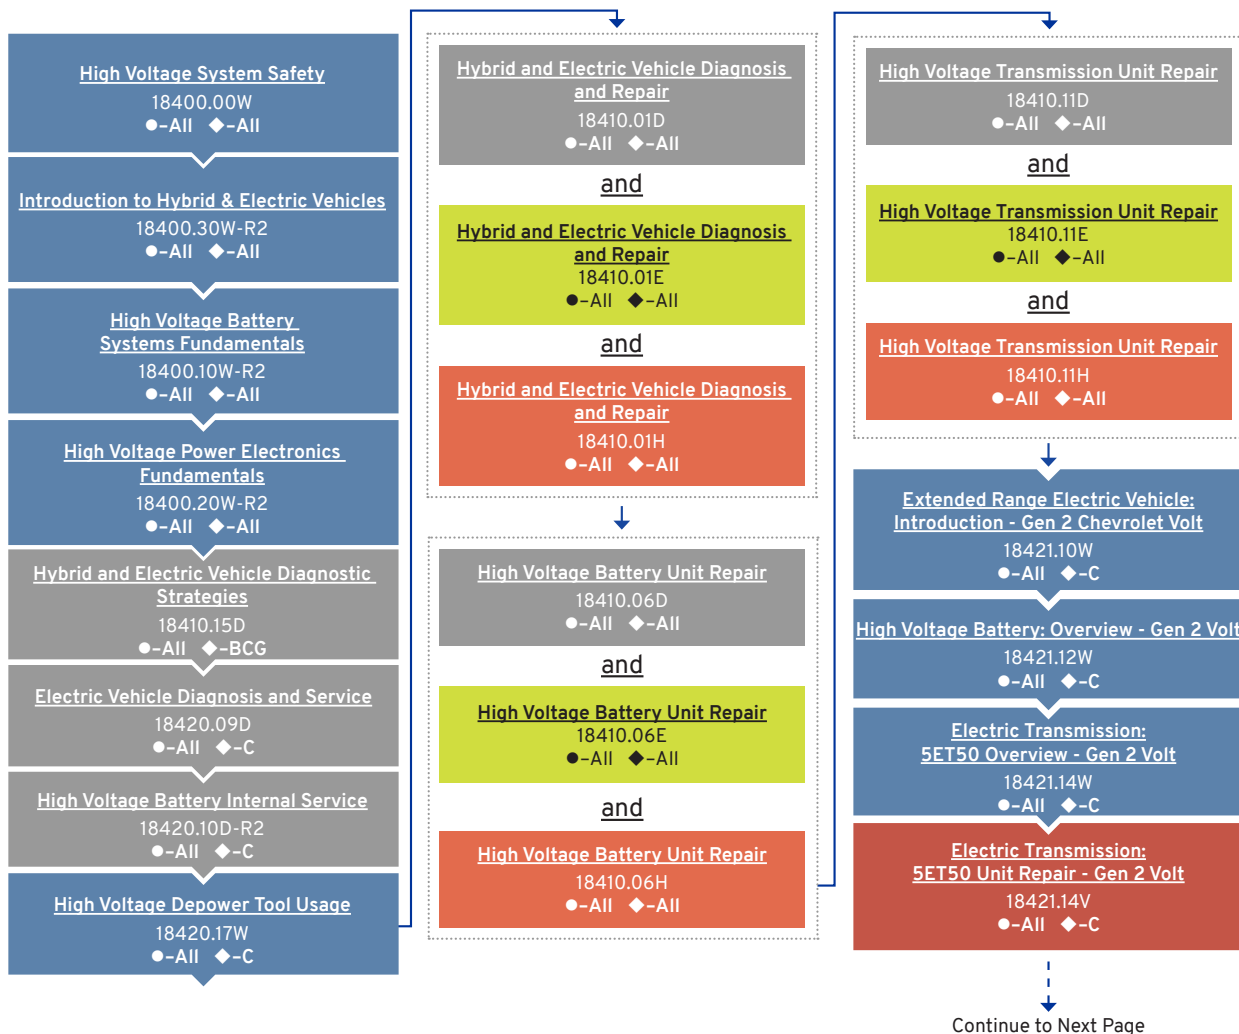 High Voltage System Safety
18400.00W
●–All ◆–All
Introduction to Hybrid & Electric Vehicles
18400.30W-R2
●–All ◆–All
High Voltage Battery
Systems Fundamentals
18400.10W-R2
●–All ◆–All
High Voltage Power Electronics
Fundamentals
18400.20W-R2
●–All ◆–All
Hybrid and Electric Vehicle Diagnostic
Strategies
18410.15D
●–All ◆–BCG
Electric Vehicle Diagnosis and Service
18420.09D
●–All ◆–C
High Voltage Battery Internal Service
18420.10D-R2
●–All ◆–C
High Voltage Depower Tool Usage
18420.17W
●–All ◆–C
Hybrid and Electric Vehicle Diagnosis
and Repair
18410.01D
●–All ◆–All
and
Hybrid and Electric Vehicle Diagnosis
and Repair
18410.01E
●–All ◆–All
and
Hybrid and Electric Vehicle Diagnosis
and Repair
18410.01H
●–All ◆–All
High Voltage Battery Unit Repair
18410.06D
●–All ◆–All
and
High Voltage Battery Unit Repair
18410.06E
●–All ◆–All
and
High Voltage Battery Unit Repair
18410.06H
●–All ◆–All
High Voltage Transmission Unit Repair
18410.11D
●–All ◆–All
and
High Voltage Transmission Unit Repair
18410.11E
●–All ◆–All
and
High Voltage Transmission Unit Repair
18410.11H
●–All ◆–All
Extended Range Electric Vehicle:
Introduction - Gen 2 Chevrolet Volt
18421.10W
●–All ◆–C
High Voltage Battery: Overview - Gen 2 Volt
18421.12W
●–All ◆–C
Electric Transmission:
5ET50 Overview - Gen 2 Volt
18421.14W
●–All ◆–C
Electric Transmission:
5ET50 Unit Repair - Gen 2 Volt
18421.14V
●–All ◆–C
Continue to Next Page